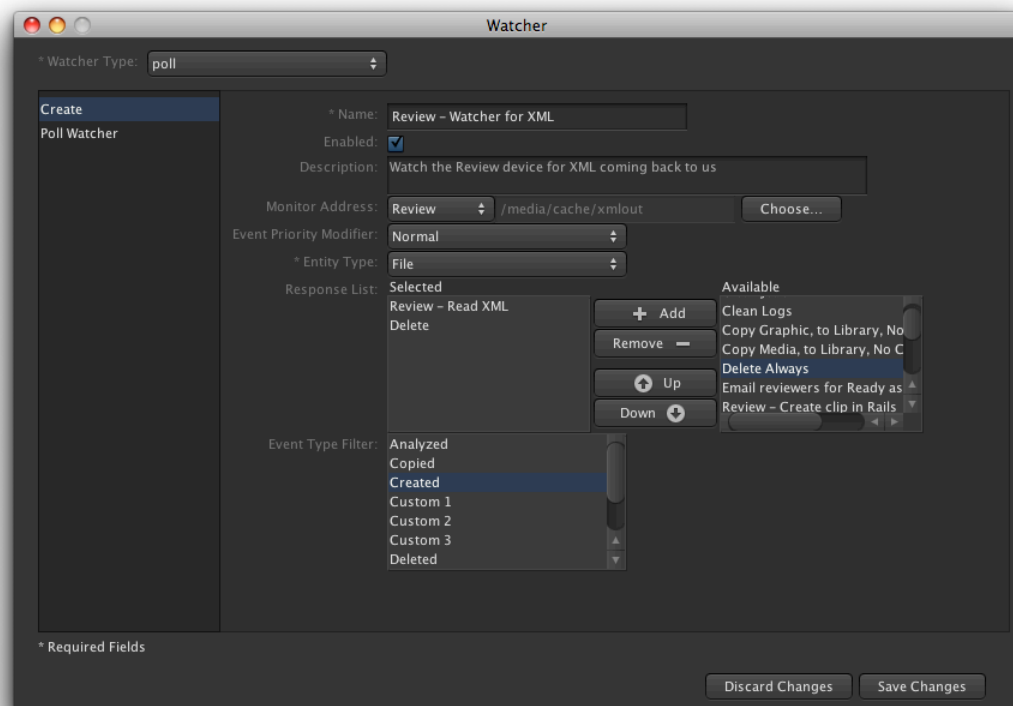 Watcher
* Watcher Type: poll
Create
Poll Watcher
* Name: Review – Watcher for XML
Enabled:
Description: Watch the Review device for XML coming back to us
Monitor Address: Review /media/cache/xmlout Choose...
Event Priority Modifier: Normal
* Entity Type: File
Response List: Selected
Review – Read XML
Delete
Add
Remove
Up
Down
Available
Clean Logs
Copy Graphic, to Library, No
Copy Media, to Library, No C
Delete Always
Email reviewers for Ready as
Review – Create clip in Rails
Event Type Filter: Analyzed
Copied
Created
Custom 1
Custom 2
Custom 3
Deleted
* Required Fields
Discard Changes Save Changes